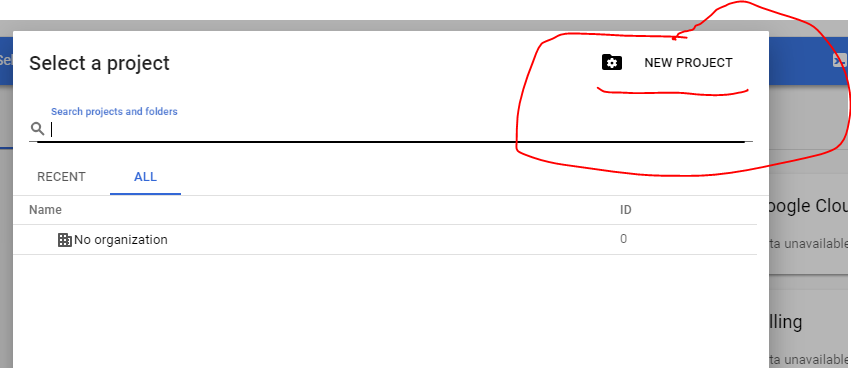 Sel
Select a project
NEW PROJECT
Search projects and folders
RECENT
ALL
Name
ID
No organization
0
oogle Clou
ta unavailable
lling
ta unavailable